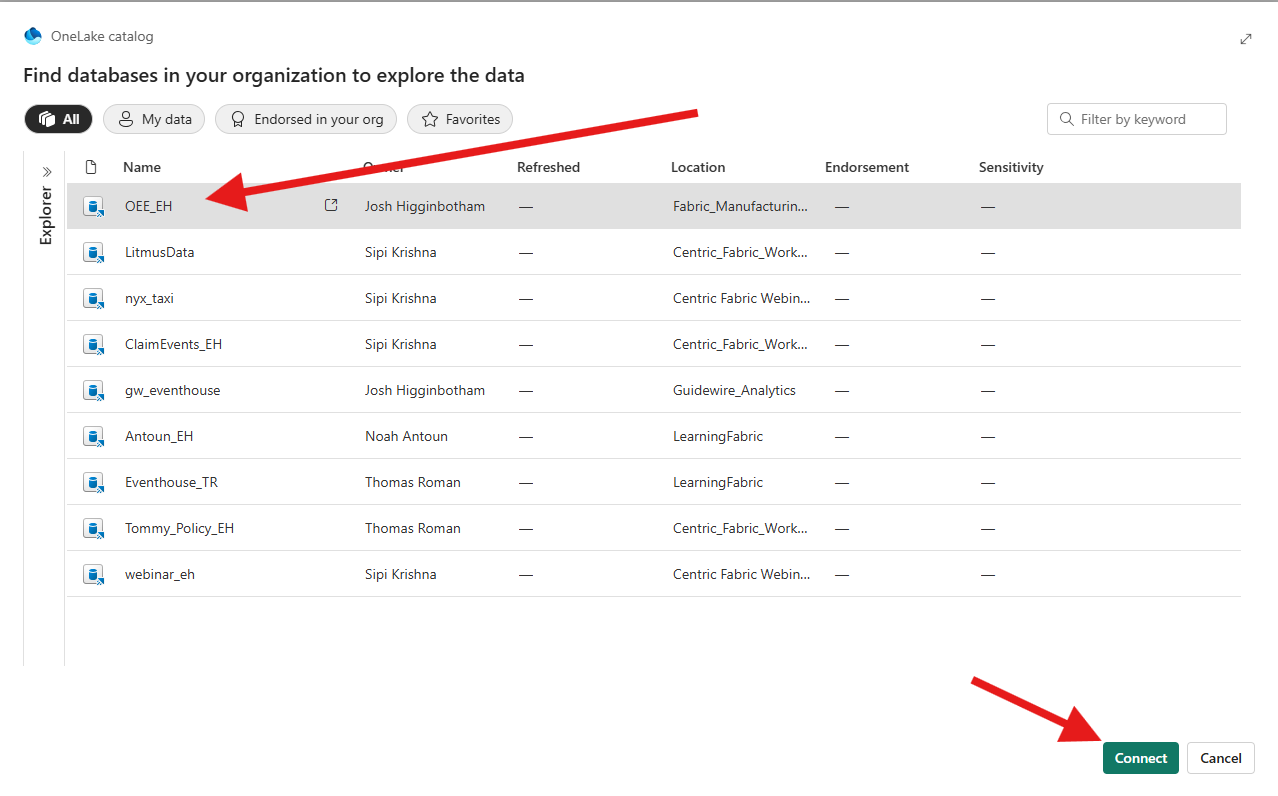 OneLake catalog
Find databases in your organization to explore the data
All My data Endorsed in your org Favorites Filter by keyword
Explorer
Name Refreshed Location Endorsement Sensitivity
OEE_EH Josh Higginbotham — Fabric_Manufacturin... — —
LitmusData Sipi Krishna — Centric_Fabric_Work... — —
nyx_taxi Sipi Krishna — Centric Fabric Webin... — —
ClaimEvents_EH Sipi Krishna — Centric_Fabric_Work... — —
gw_eventhouse Josh Higginbotham — Guidewire_Analytics — —
Antoun_EH Noah Antoun — LearningFabric — —
Eventhouse_TR Thomas Roman — LearningFabric — —
Tommy_Policy_EH Thomas Roman — Centric_Fabric_Work... — —
webinar_eh Sipi Krishna — Centric Fabric Webin... — —
Connect Cancel